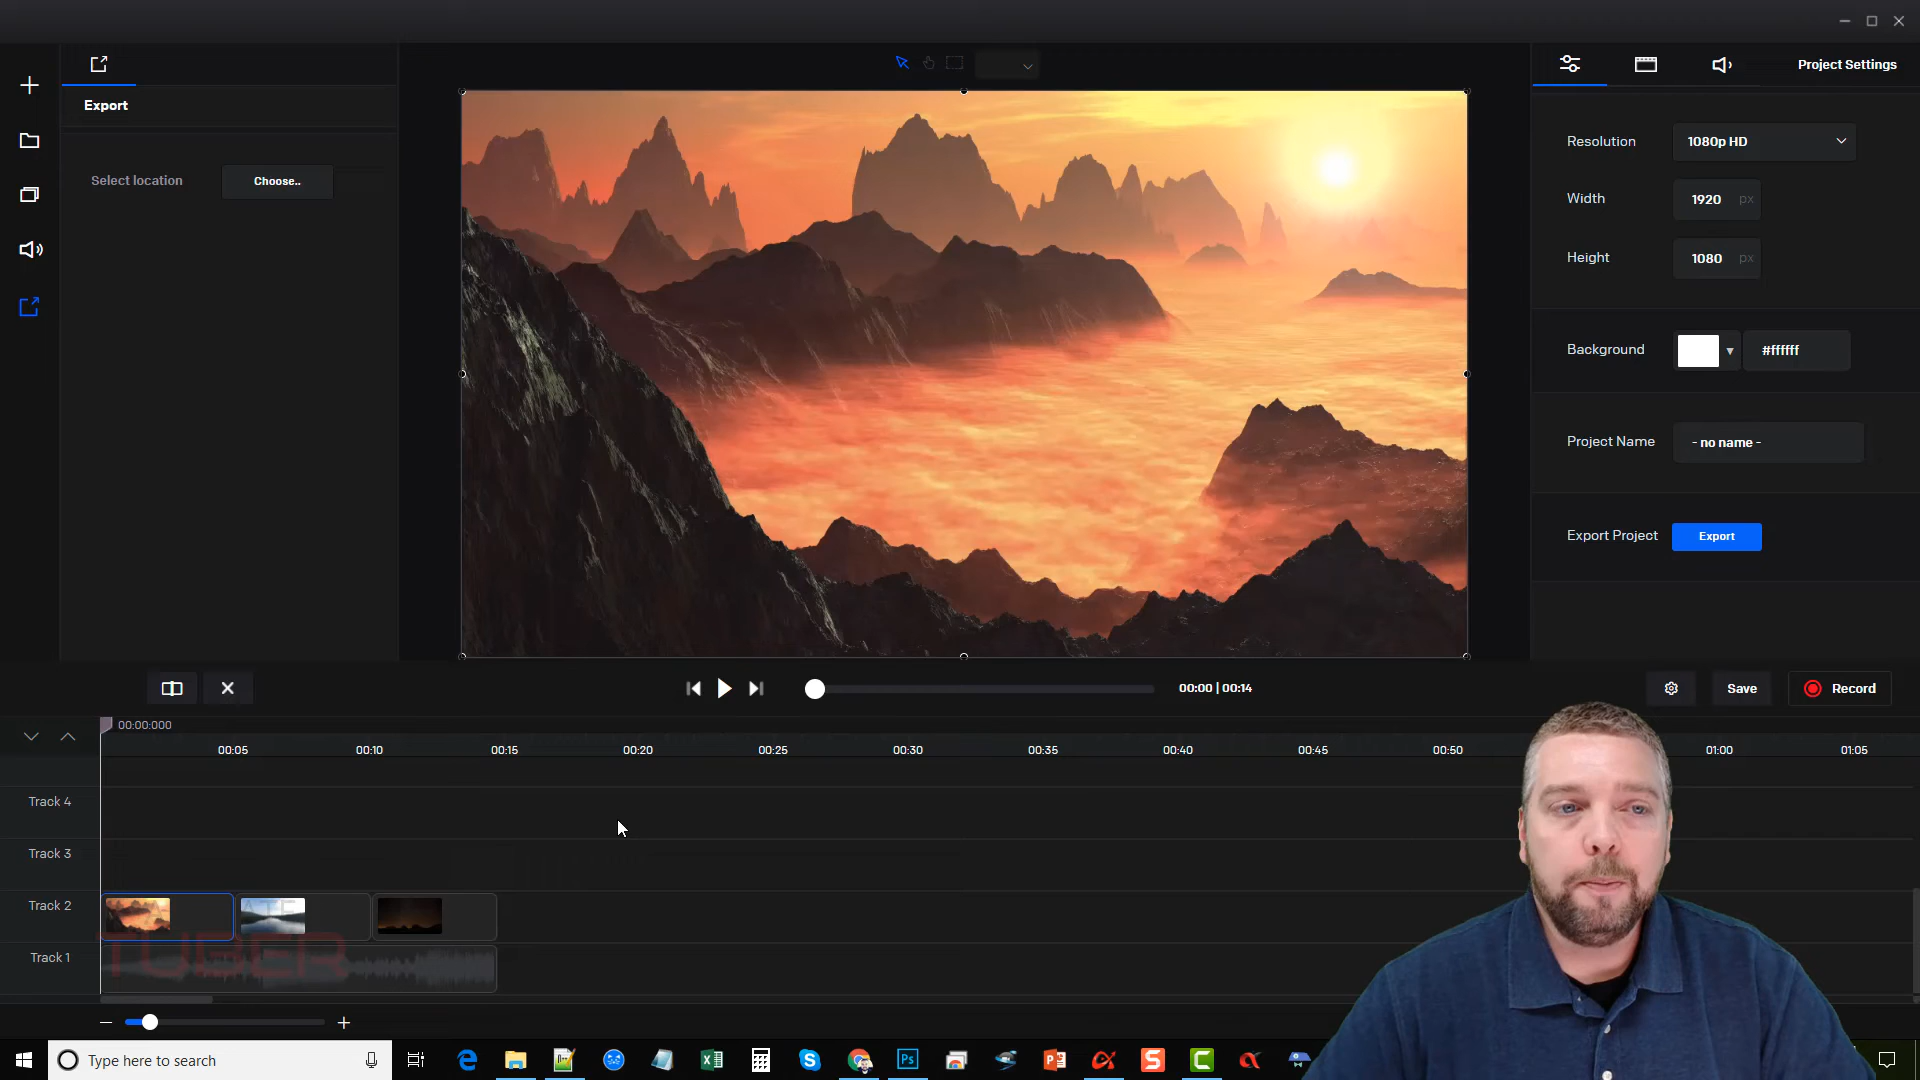 Project Settings
Export
Select location
Choose..
Resolution
1080p HD
Width
1920 px
Height
1080 px
Background
#ffffff
Project Name
- no name -
Export Project
Export
00:00 | 00:14
Save
Record
00:00:000
00:05
00:10
00:15
00:20
00:25
00:30
00:35
00:40
00:45
00:50
01:00
01:05
Track 4
Track 3
Track 2
Track 1
TUBER
Type here to search